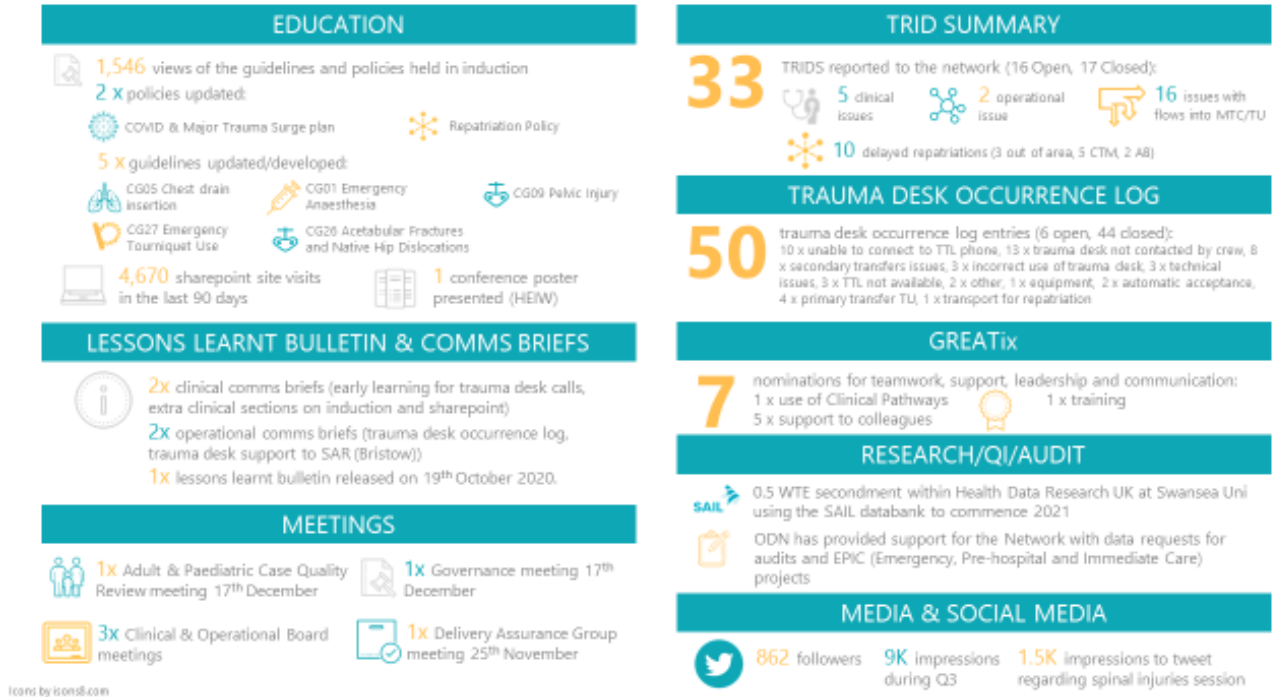 EDUCATION
1,546 views of the guidelines and policies held in induction
2 x policies updated:
COVID & Major Trauma Surge plan
Repatriation Policy
5 x guidelines updated/developed:
CG05 Chest drain
insertion
CG01 Emergency
Anaesthesia
CG09 Pelvic Injury
CG27 Emergency
Tourniquet Use
CG26 Acetabular Fractures
and Native Hip Dislocations
4,670 sharepoint site visits
in the last 90 days
1 conference poster
presented (HEIW)
LESSONS LEARNT BULLETIN & COMMS BRIEFS
2x clinical comms briefs (early learning for trauma desk calls,
extra clinical sections on induction and sharepoint)
2x operational comms briefs (trauma desk occurrence log,
trauma desk support to SAR (Bristow))
1x lessons learnt bulletin released on 19th October 2020.
MEETINGS
1x Adult & Paediatric Case Quality
Review meeting 17th December
1x Governance meeting 17th
December
3x Clinical & Operational Board
meetings
1x Delivery Assurance Group
meeting 25th November
Icons by isons8.com
TRID SUMMARY
33
TRIDS reported to the network (16 Open, 17 Closed):
5 clinical
issues
2 operational
issue
16 issues with
flows into MTC/TU
10 delayed repatriations (3 out of area, 5 CTM, 2 AB)
TRAUMA DESK OCCURRENCE LOG
50
trauma desk occurrence log entries (6 open, 44 closed):
10 x unable to connect to TTL phone, 13 x trauma desk not contacted by crew, 8
x secondary transfers issues, 3 x incorrect use of trauma desk, 3 x technical
issues, 3 x TTL not available, 2 x other, 1 x equipment, 2 x automatic acceptance,
4 x primary transfer TU, 1 x transport for repatriation
GREATix
7
nominations for teamwork, support, leadership and communication:
1 x use of Clinical Pathways
1 x training
5 x support to colleagues
RESEARCH/QI/AUDIT
SAIL
0.5 WTE secondment within Health Data Research UK at Swansea Uni
using the SAIL databank to commence 2021
ODN has provided support for the Network with data requests for
audits and EPIC (Emergency, Pre-hospital and Immediate Care)
projects
MEDIA & SOCIAL MEDIA
862 followers
9K impressions
during Q3
1.5K impressions to tweet
regarding spinal injuries session